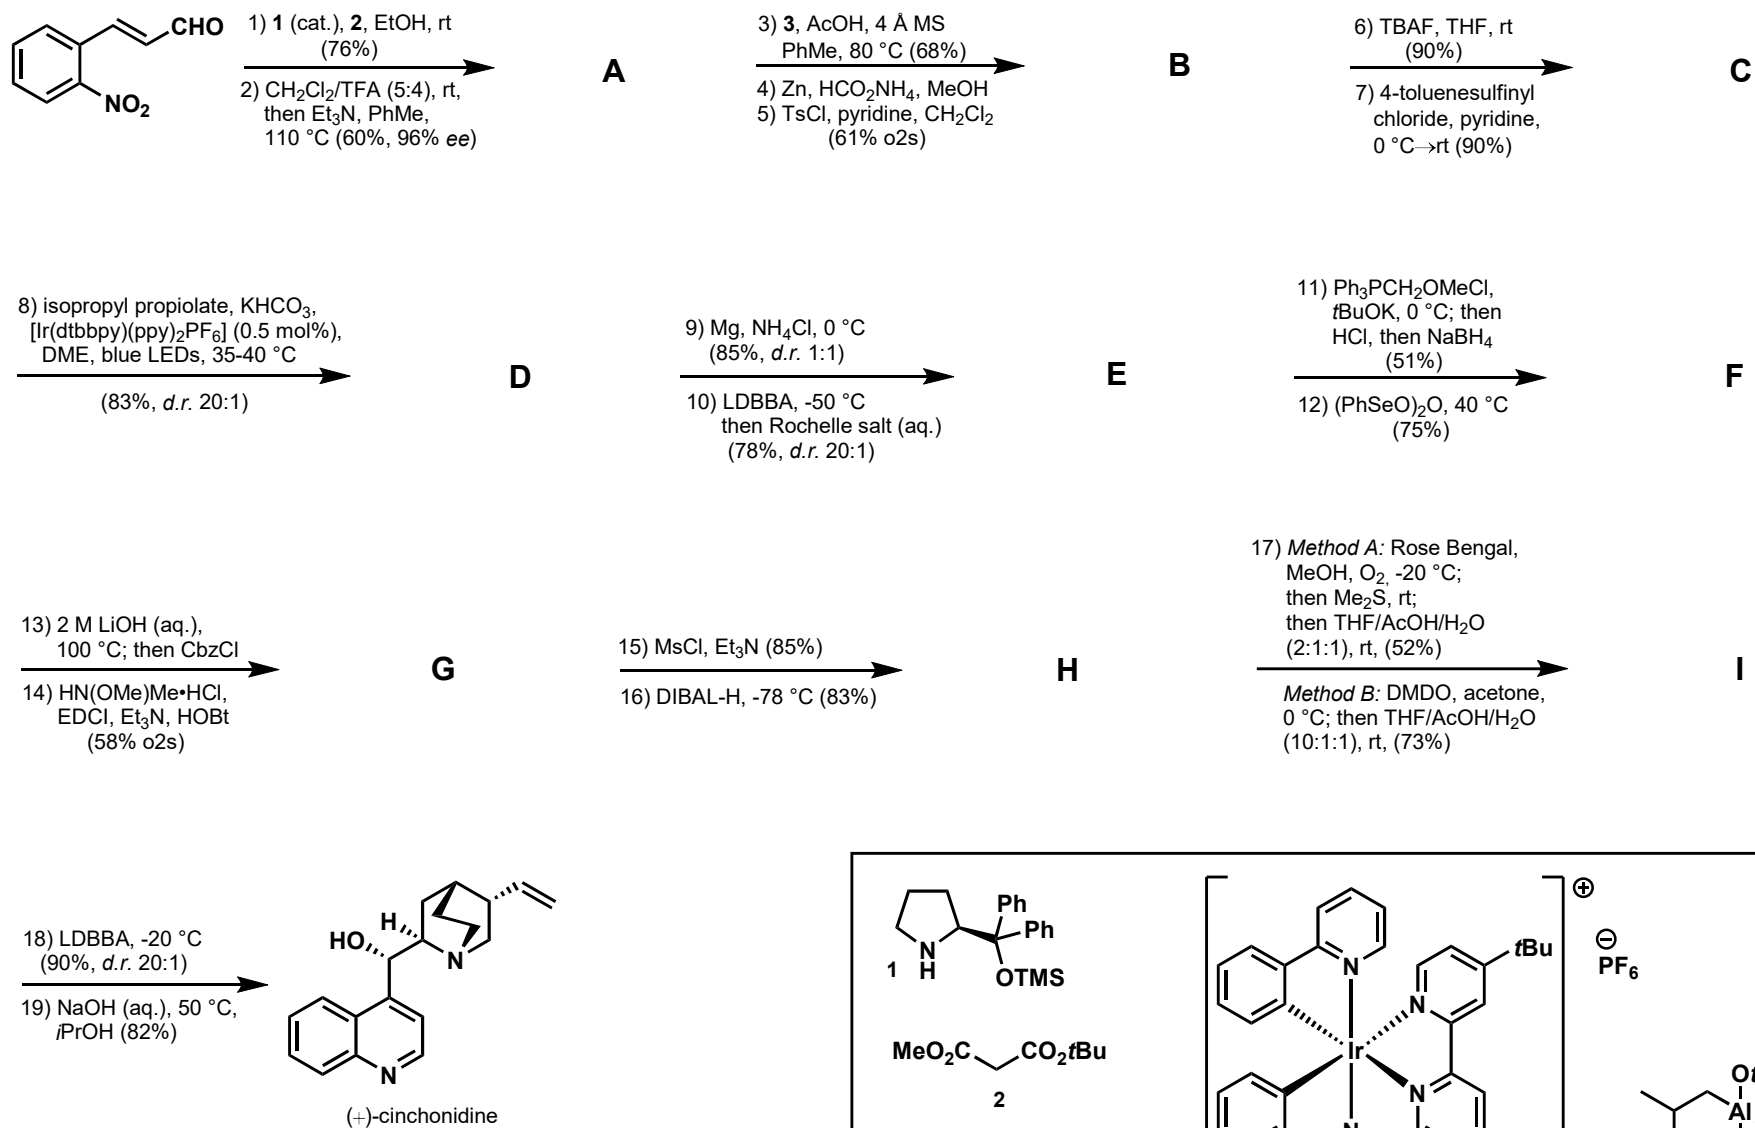 CHO
NO2
1) 1 (cat.), 2, EtOH, rt
(76%)
2) CH2Cl2/TFA (5:4), rt,
then Et3N, PhMe,
110 °C (60%, 96% ee)
A
3) 3, AcOH, 4 Å MS
PhMe, 80 °C (68%)
4) Zn, HCO2NH4, MeOH
5) TsCl, pyridine, CH2Cl2
(61% o2s)
B
6) TBAF, THF, rt
(90%)
7) 4-toluenesulfinyl
chloride, pyridine,
0 °C→rt (90%)
C
8) isopropyl propiolate, KHCO3,
[Ir(dtbbpy)(ppy)2PF6] (0.5 mol%),
DME, blue LEDs, 35-40 °C
(83%, d.r. 20:1)
D
9) Mg, NH4Cl, 0 °C
(85%, d.r. 1:1)
10) LDBBA, -50 °C
then Rochelle salt (aq.)
(78%, d.r. 20:1)
E
11) Ph3PCH2OMeCl,
tBuOK, 0 °C; then
HCl, then NaBH4
(51%)
12) (PhSeO)2O, 40 °C
(75%)
F
13) 2 M LiOH (aq.),
100 °C; then CbzCl
14) HN(OMe)Me•HCl,
EDCI, Et3N, HOBt
(58% o2s)
G
15) MsCl, Et3N (85%)
16) DIBAL-H, -78 °C (83%)
H
17) Method A: Rose Bengal,
MeOH, O2, -20 °C;
then Me2S, rt;
then THF/AcOH/H2O
(2:1:1), rt, (52%)
Method B: DMDO, acetone,
0 °C; then THF/AcOH/H2O
(10:1:1), rt, (73%)
I
18) LDBBA, -20 °C
(90%, d.r. 20:1)
19) NaOH (aq.), 50 °C,
iPrOH (82%)
H
HO
N
N
(+)-cinchonidine
Ph
Ph
N
H
OTMS
1
MeO2C
CO2tBu
2
N
N
Ir
N
N
tBu
⊕
⊖
PF6
Al